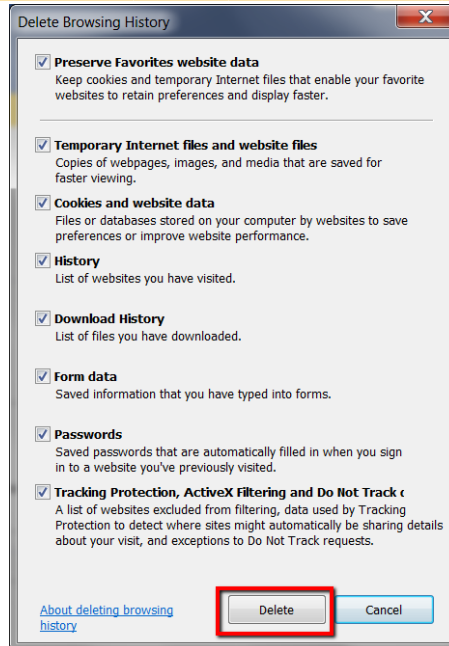 Delete Browsing History
X
Preserve Favorites website data
Keep cookies and temporary Internet files that enable your favorite
websites to retain preferences and display faster.
Temporary Internet files and website files
Copies of webpages, images, and media that are saved for
faster viewing.
Cookies and website data
Files or databases stored on your computer by websites to save
preferences or improve website performance.
History
List of websites you have visited.
Download History
List of files you have downloaded.
Form data
Saved information that you have typed into forms.
Passwords
Saved passwords that are automatically filled in when you sign
in to a website you've previously visited.
Tracking Protection, ActiveX Filtering and Do Not Track
A list of websites excluded from filtering, data used by Tracking
Protection to detect where sites might automatically be sharing details
about your visit, and exceptions to Do Not Track requests.
About deleting browsing
history
Delete
Cancel